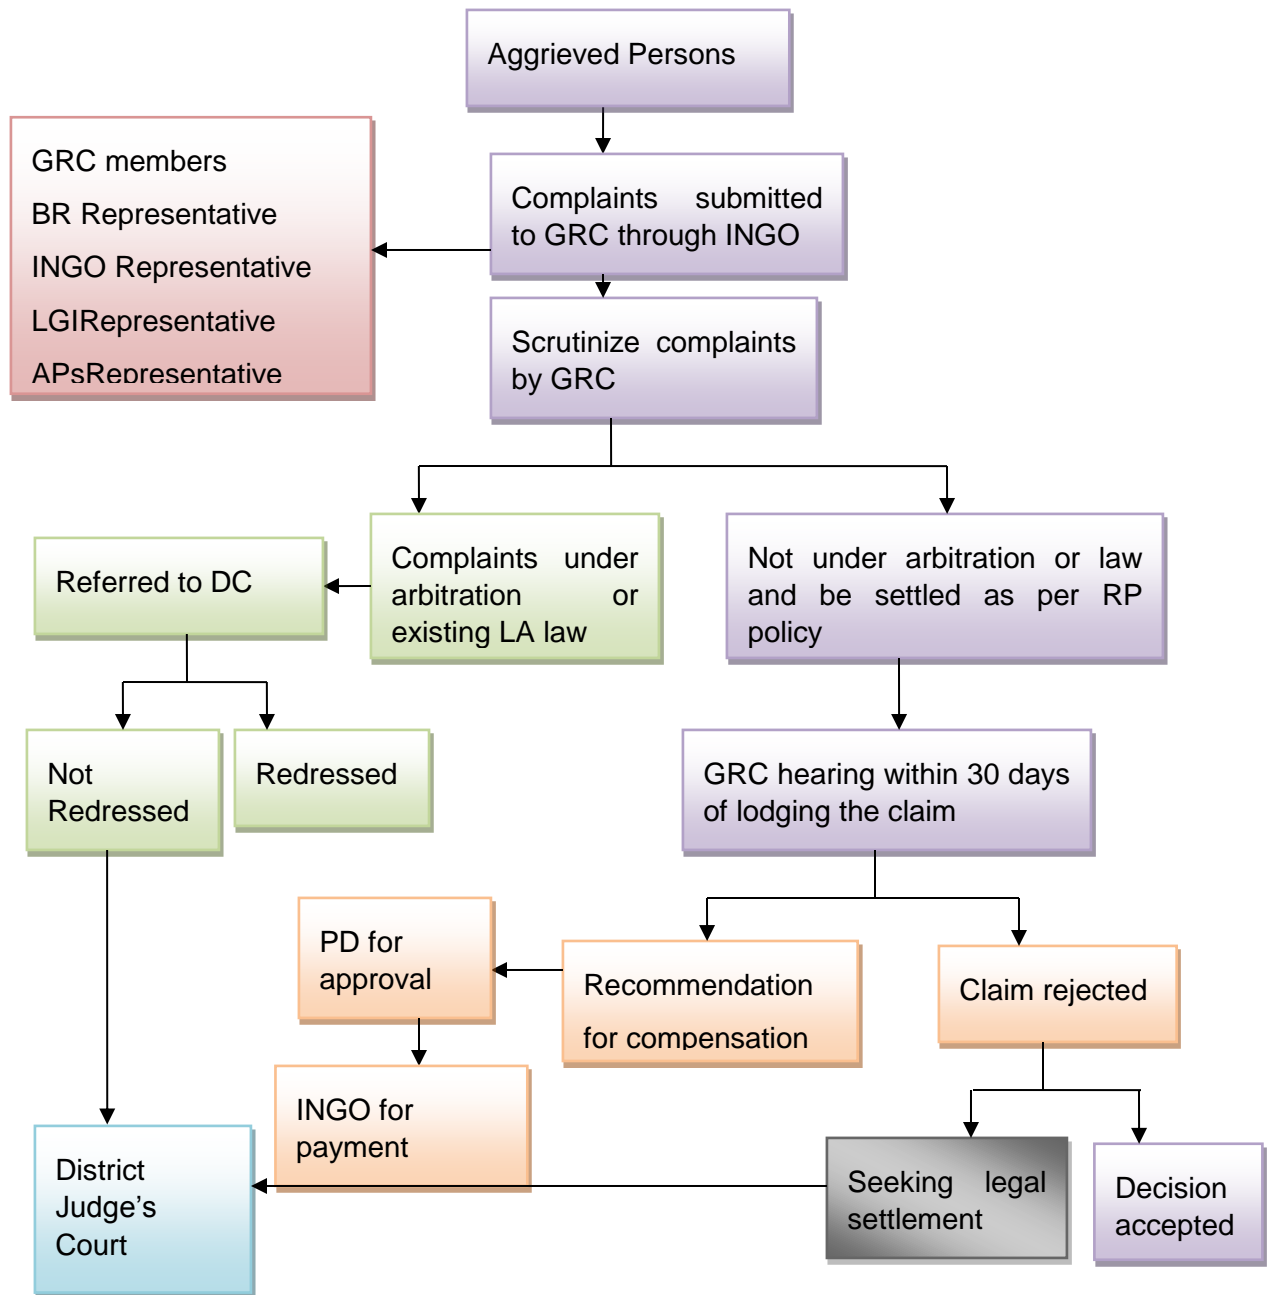 Aggrieved Persons
GRC members
BR Representative
INGO Representative
LGIRepresentative
APsRepresentative
Complaints submitted
to GRC through INGO
Scrutinize complaints
by GRC
Complaints under
arbitration or
existing LA law
Not under arbitration or law
and be settled as per RP
policy
Referred to DC
Not
Redressed
Redressed
GRC hearing within 30 days
of lodging the claim
PD for
approval
Recommendation
for compensation
Claim rejected
INGO for
payment
District
Judge’s
Court
Seeking legal
settlement
Decision
accepted